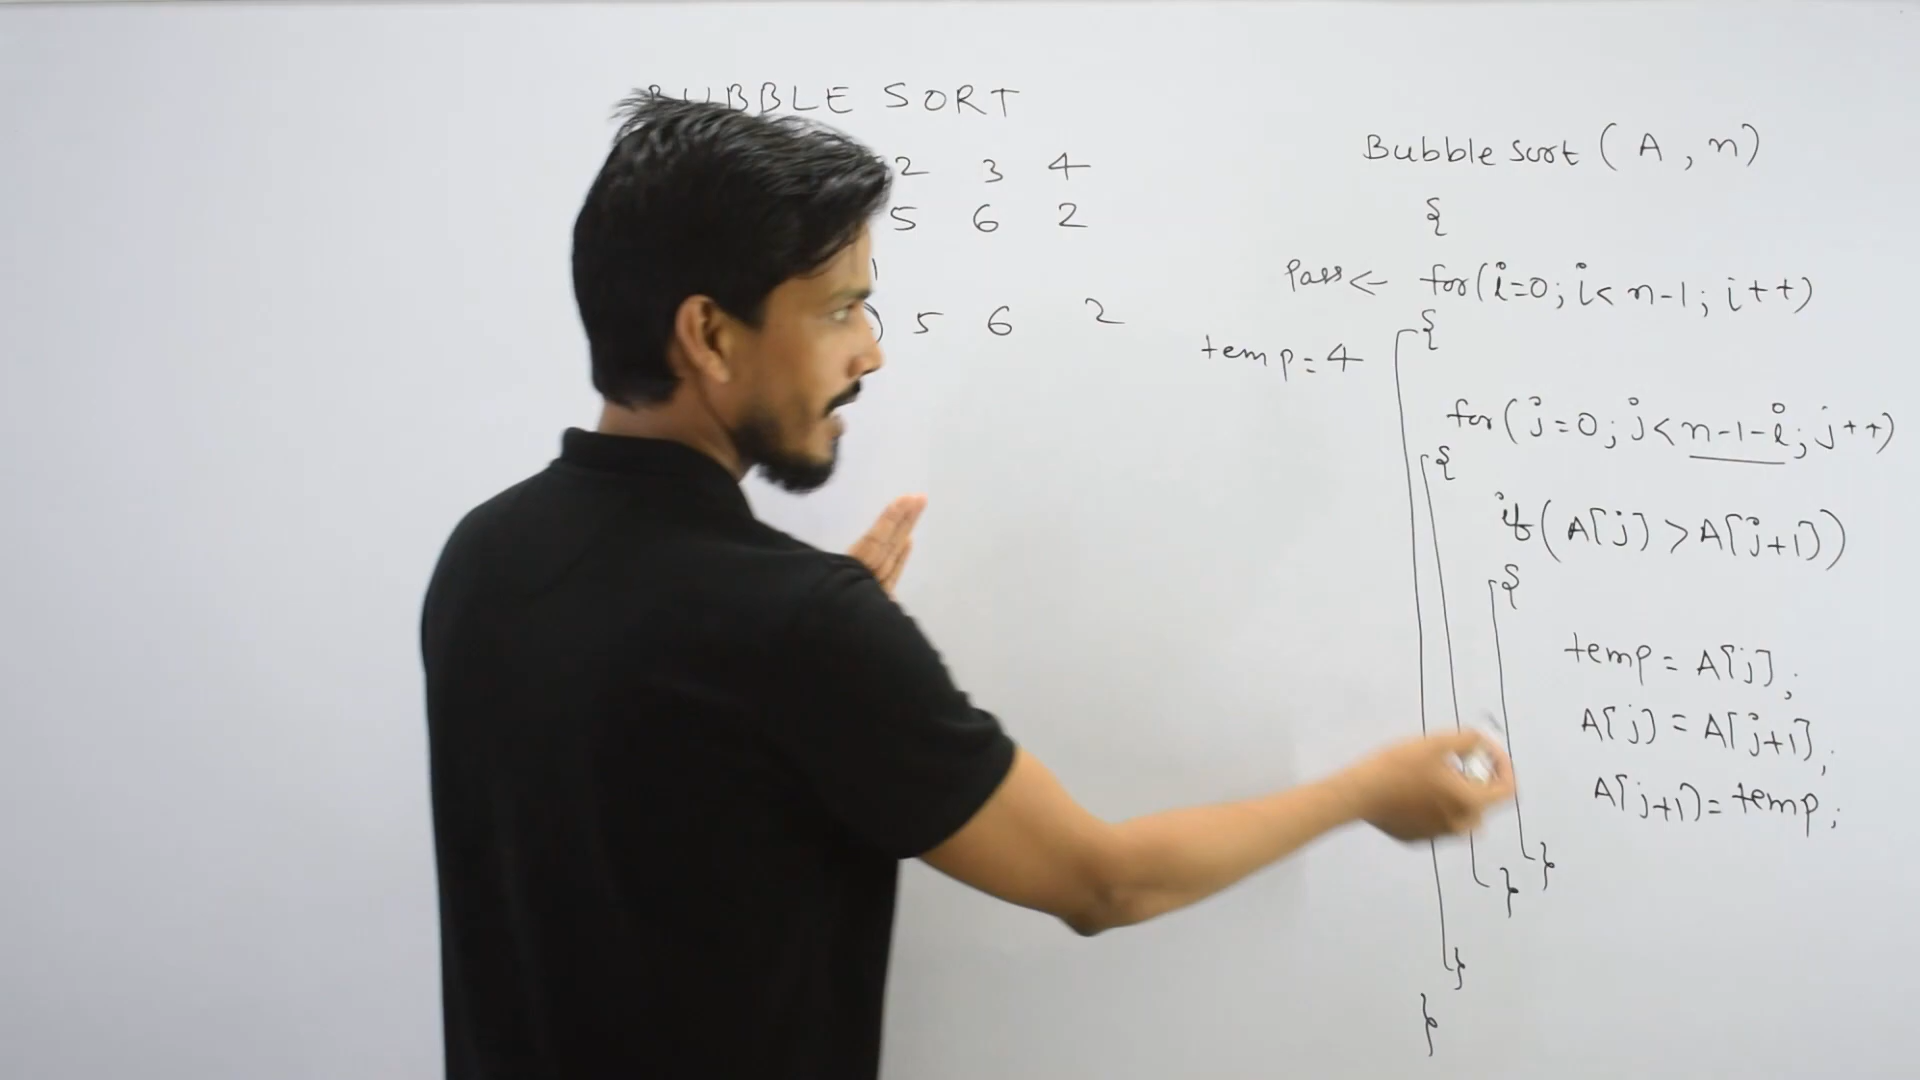 BUBBLE SORT
2 3 4
5 6 2
) 5 6 2
Bubble sort (A, n)
{
Pass ← for(i=0; i< n-1; i++)
{
temp = 4
for(j=0; j< n-1-i; j++)
{
if(A[j] > A[j+1])
{
temp = A[j];
A[j] = A[j+1];
A[j+1] = temp;
}
}
}
}